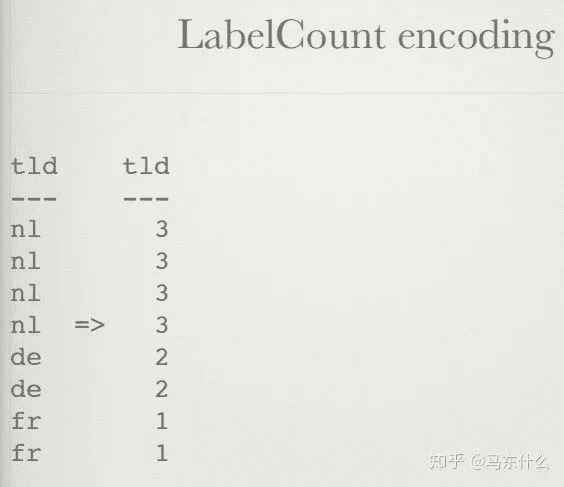 LabelCount encoding
tld tld
--- ---
nl 3
nl 3
nl 3
nl => 3
de 2
de 2
fr 1
fr 1
知乎 @马东什么